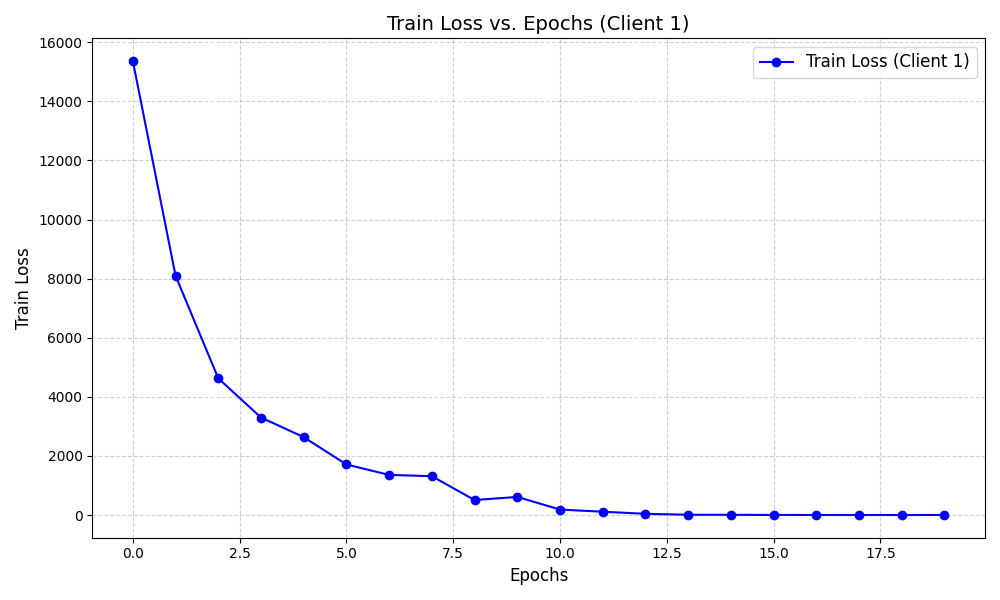 Train Loss vs. Epochs (Client 1)
Train Loss (Client 1)
Train Loss
16000
14000
12000
10000
8000
6000
4000
2000
0
0.0 2.5 5.0 7.5 10.0 12.5 15.0 17.5
Epochs